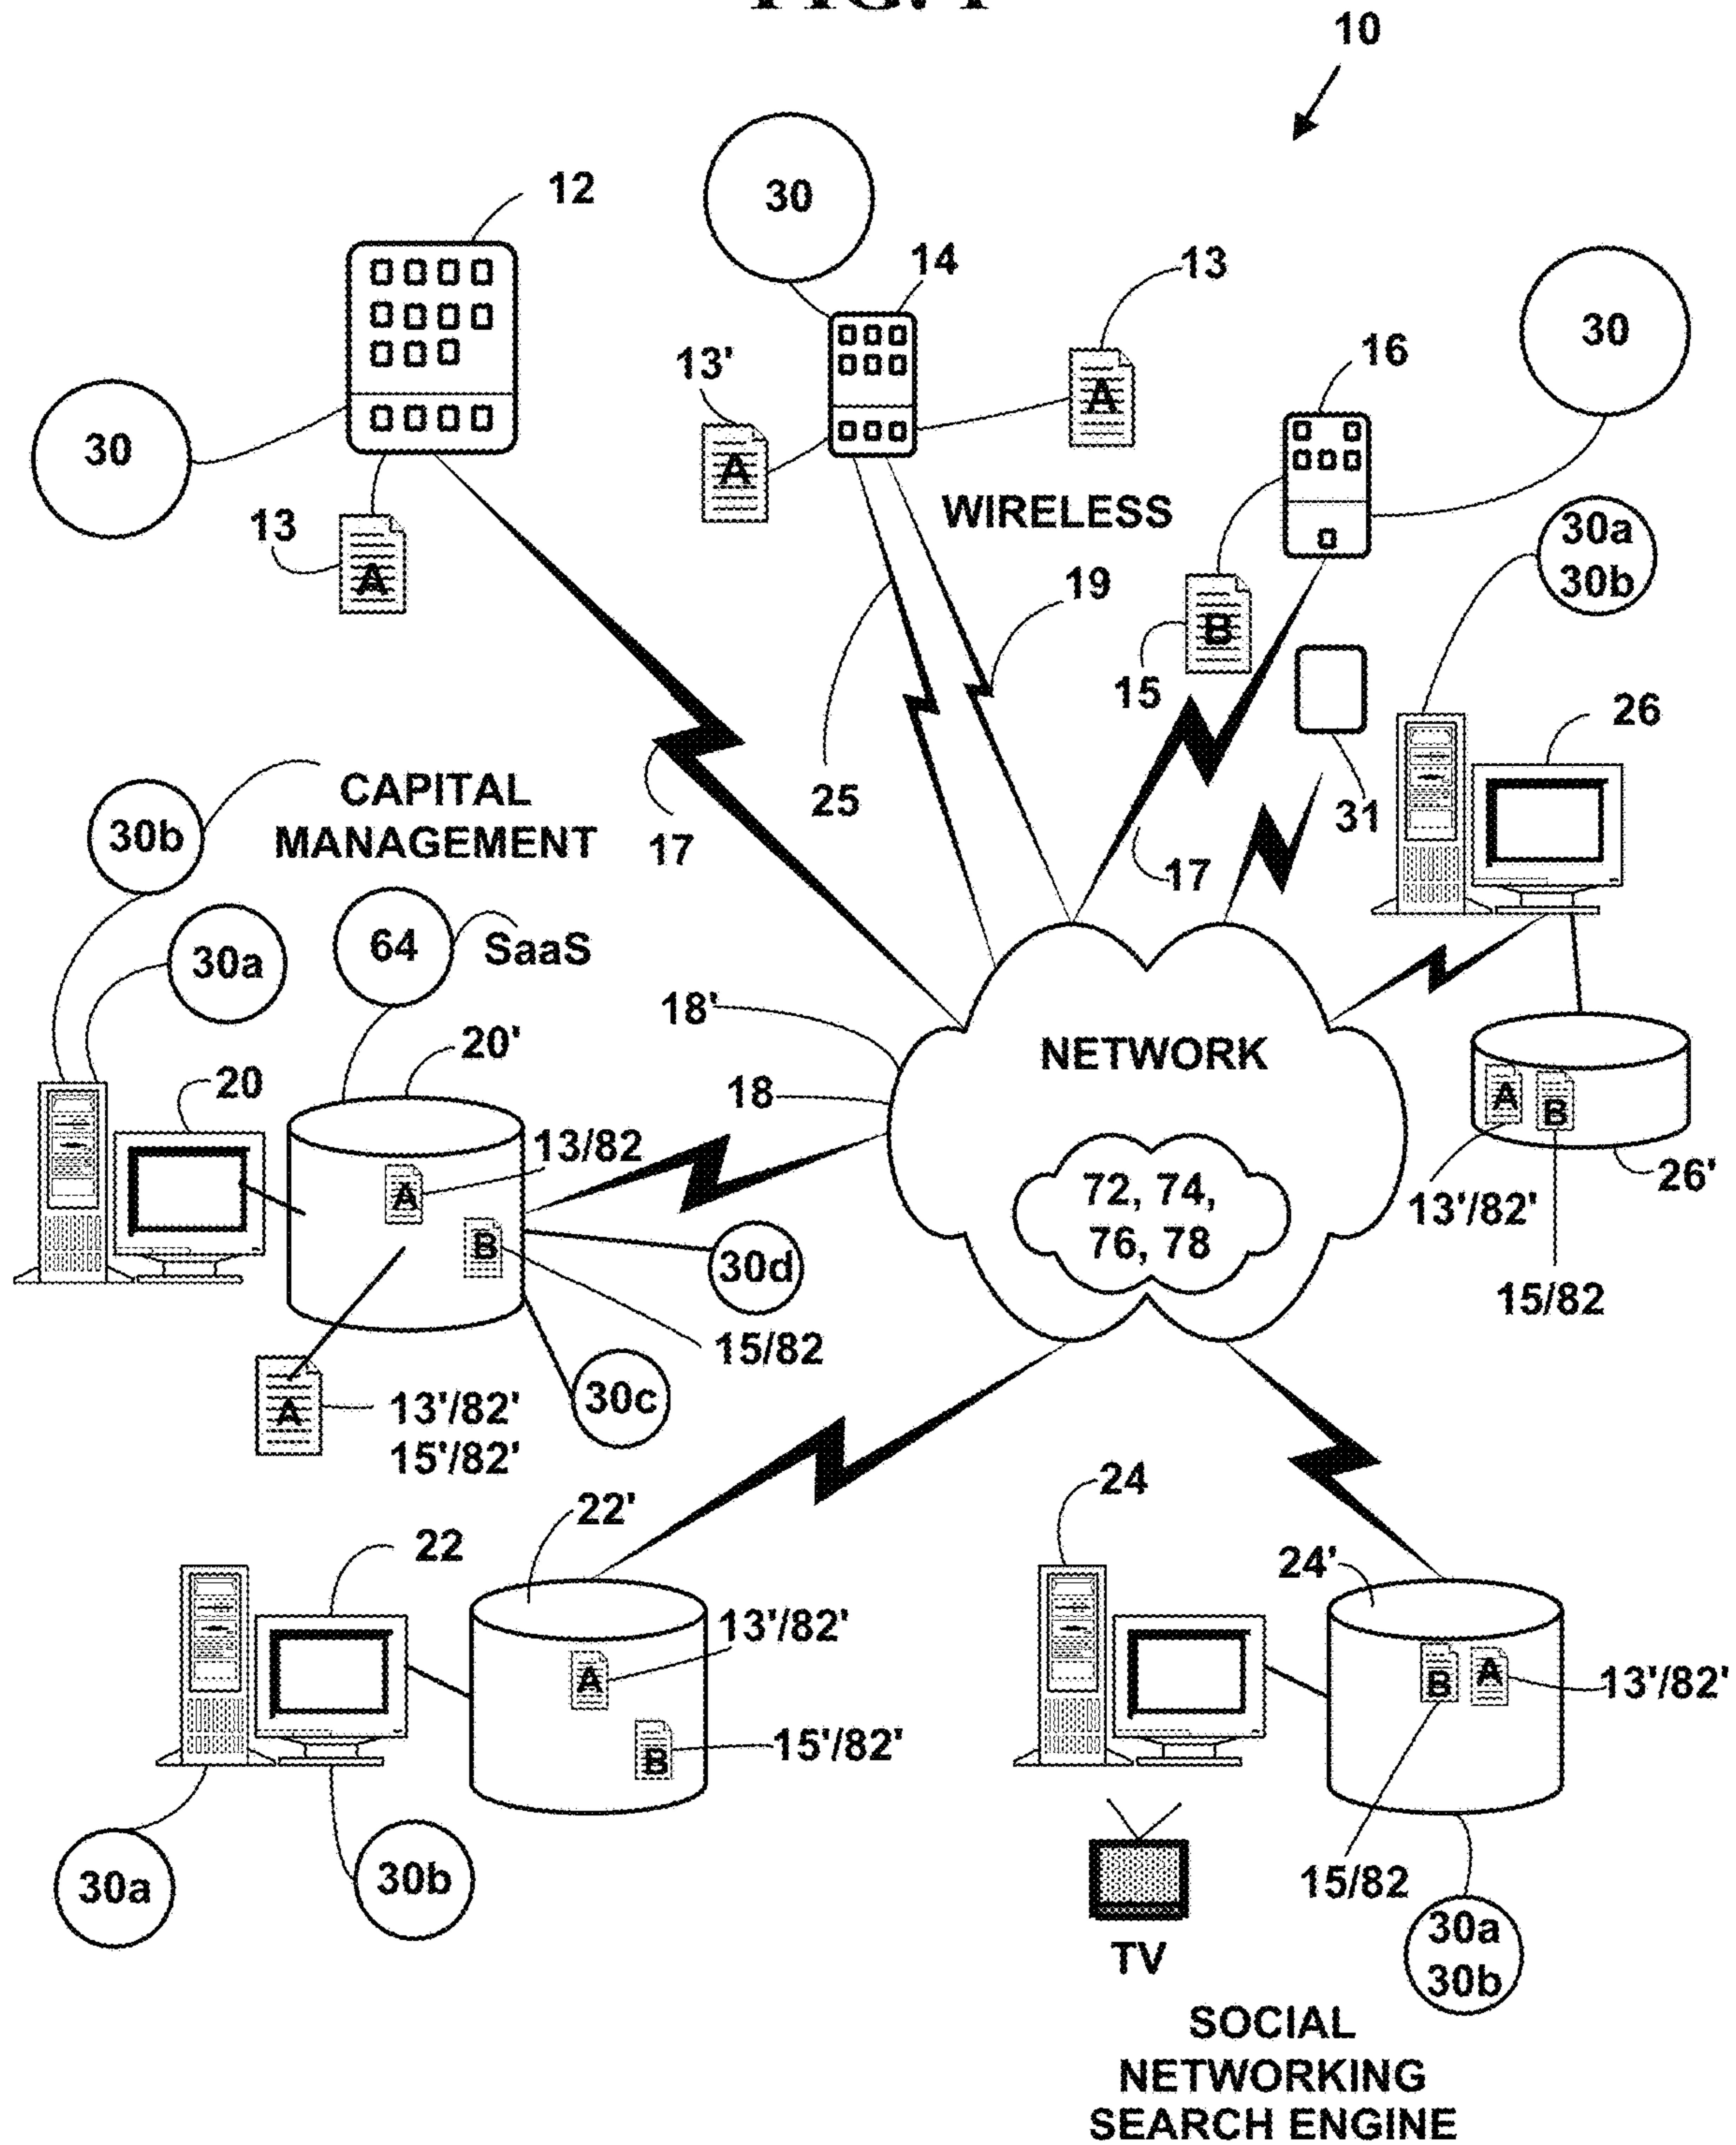 FIG. 1
10
12
30
14
13
30
13'
16
30
A
A
13
A
WIRELESS
30a
30b
19
B
15
26
25
31
CAPITAL
MANAGEMENT
30b
17
17
64
SaaS
30a
18'
20'
NETWORK
20
18
A
B
13/82
A
72, 74,
76, 78
13'/82'
26'
B
30d
15/82
15/82
30c
A
13'/82'
15'/82'
24
22'
22
24'
13'/82'
A
B
A
13'/82'
15'/82'
B
30a
30b
15/82
30a
30b
TV
SOCIAL
NETWORKING
SEARCH ENGINE